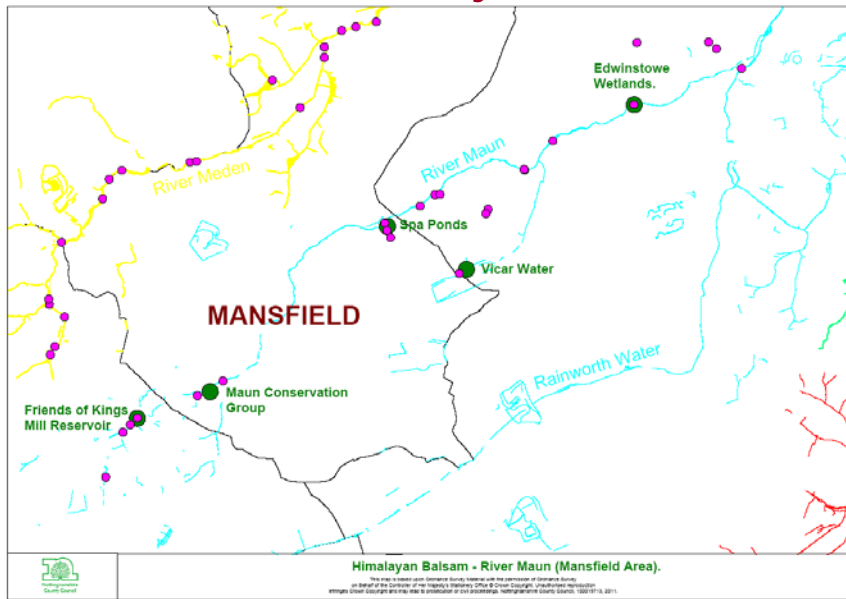 Edwinstowe
Wetlands.
River Maun
River Meden
Spa Ponds
Vicar Water
MANSFIELD
Rainworth Water
Maun Conservation
Group
Friends of Kings
Mill Reservoir
Himalayan Balsam - River Maun (Mansfield Area).
This map is based upon Ordnance Survey Material with the permission of Ordnance Survey
on Behalf of the Controller of Her Majesty's Stationery Office © Crown Copyright. Unauthorised reproduction
infringes Crown Copyright and may lead to prosecution or civil proceedings. Nottinghamshire County Council,
2011.
Nottinghamshire
County Council